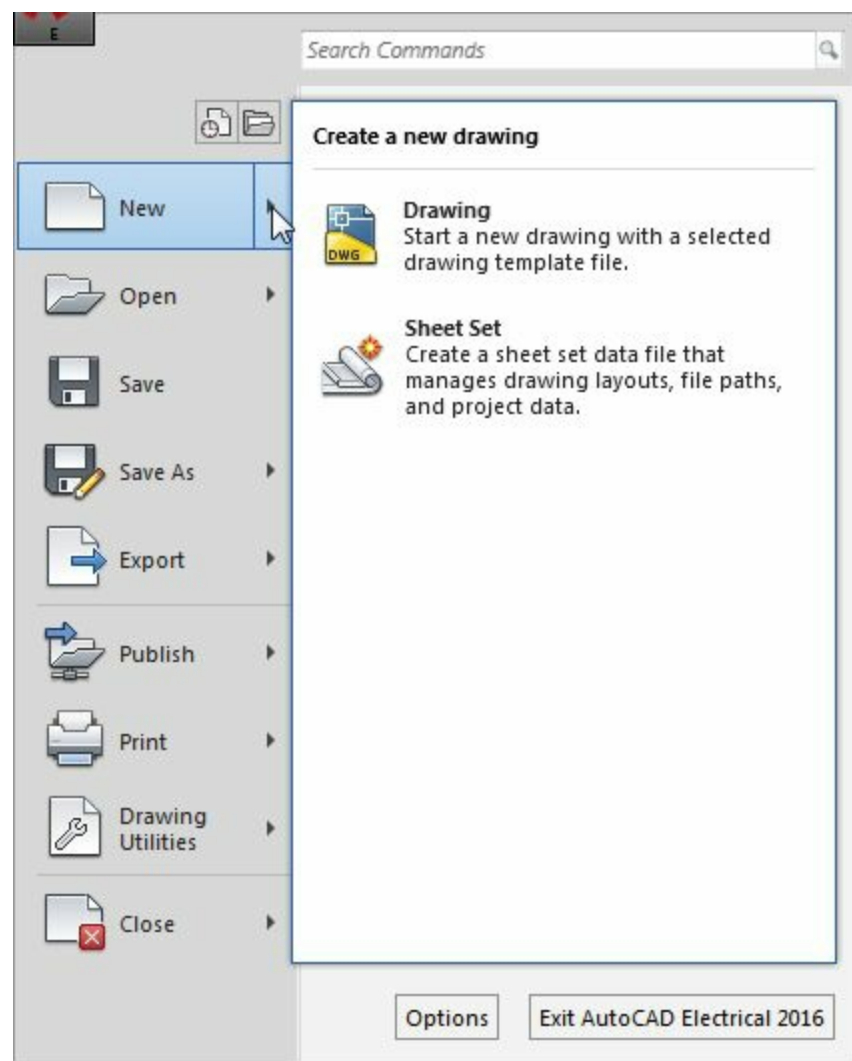 E
Search Commands
Create a new drawing
New
Drawing
Start a new drawing with a selected
drawing template file.
DWG
Open
Sheet Set
Create a sheet set data file that
manages drawing layouts, file paths,
and project data.
Save
Save As
Export
Publish
Print
Drawing
Utilities
Close
Options
Exit AutoCAD Electrical 2016